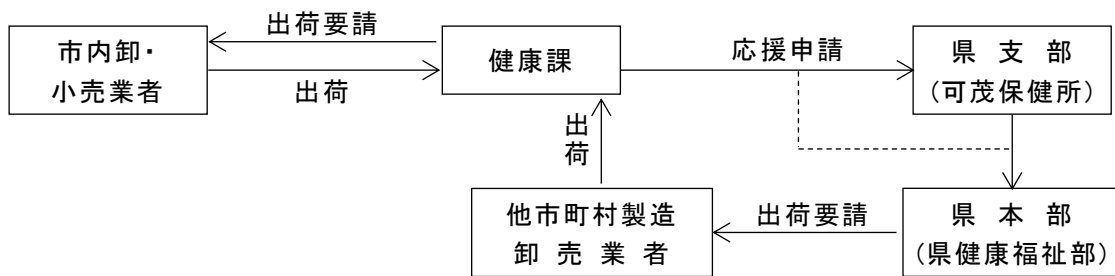 出荷要請
市内卸・
小売業者
出荷
健康課
応援申請
県支部
(可茂保健所)
出荷
他市町村製造
卸売業者
出荷要請
県本部
(県健康福祉部)